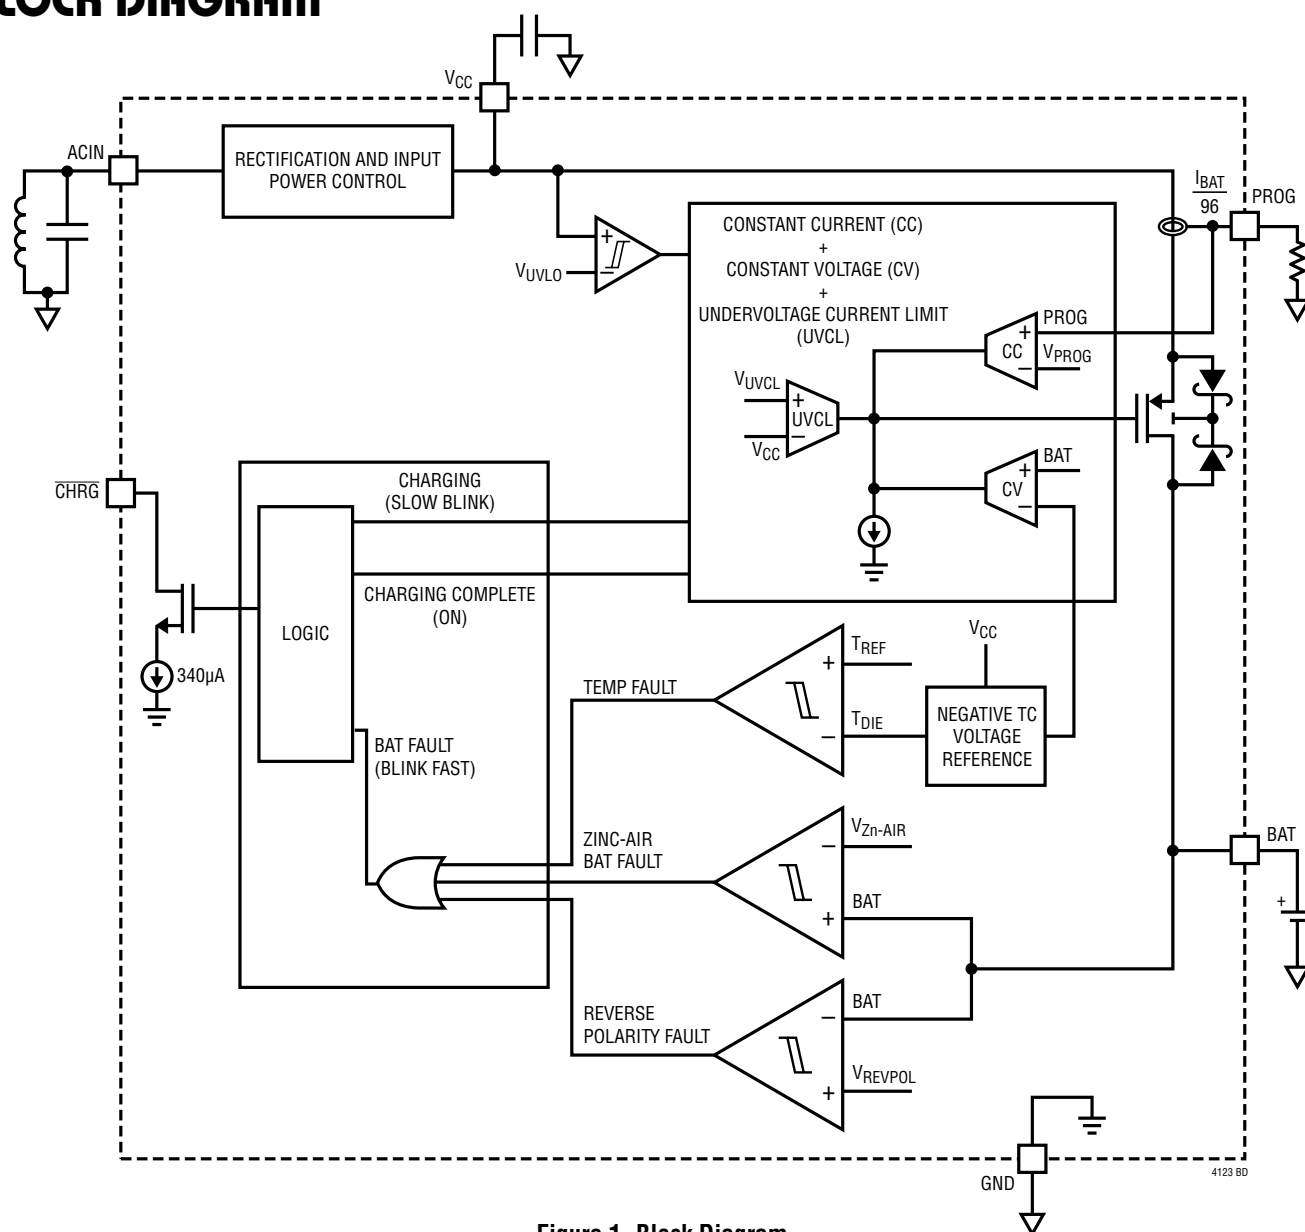 BLOCK DIAGRAM
VCC
ACIN
RECTIFICATION AND INPUT
POWER CONTROL
IBAT
96
PROG
VUVLO
+
–
CONSTANT CURRENT (CC)
+
CONSTANT VOLTAGE (CV)
+
UNDERVOLTAGE CURRENT LIMIT
(UVCL)
PROG
+
CC
VPROG
–
VUVCL
+
UVCL
–
VCC
BAT
+
CV
–
CHRG
CHARGING
(SLOW BLINK)
CHARGING COMPLETE
(ON)
LOGIC
340µA
BAT FAULT
(BLINK FAST)
TEMP FAULT
TREF
+
TDIE
–
VCC
NEGATIVE TC
VOLTAGE
REFERENCE
ZINC-AIR
BAT FAULT
VZn-AIR
–
BAT
+
BAT
+
REVERSE
POLARITY FAULT
BAT
–
VREVPOL
+
GND
4123 BD
Figure 1. Block Diagram